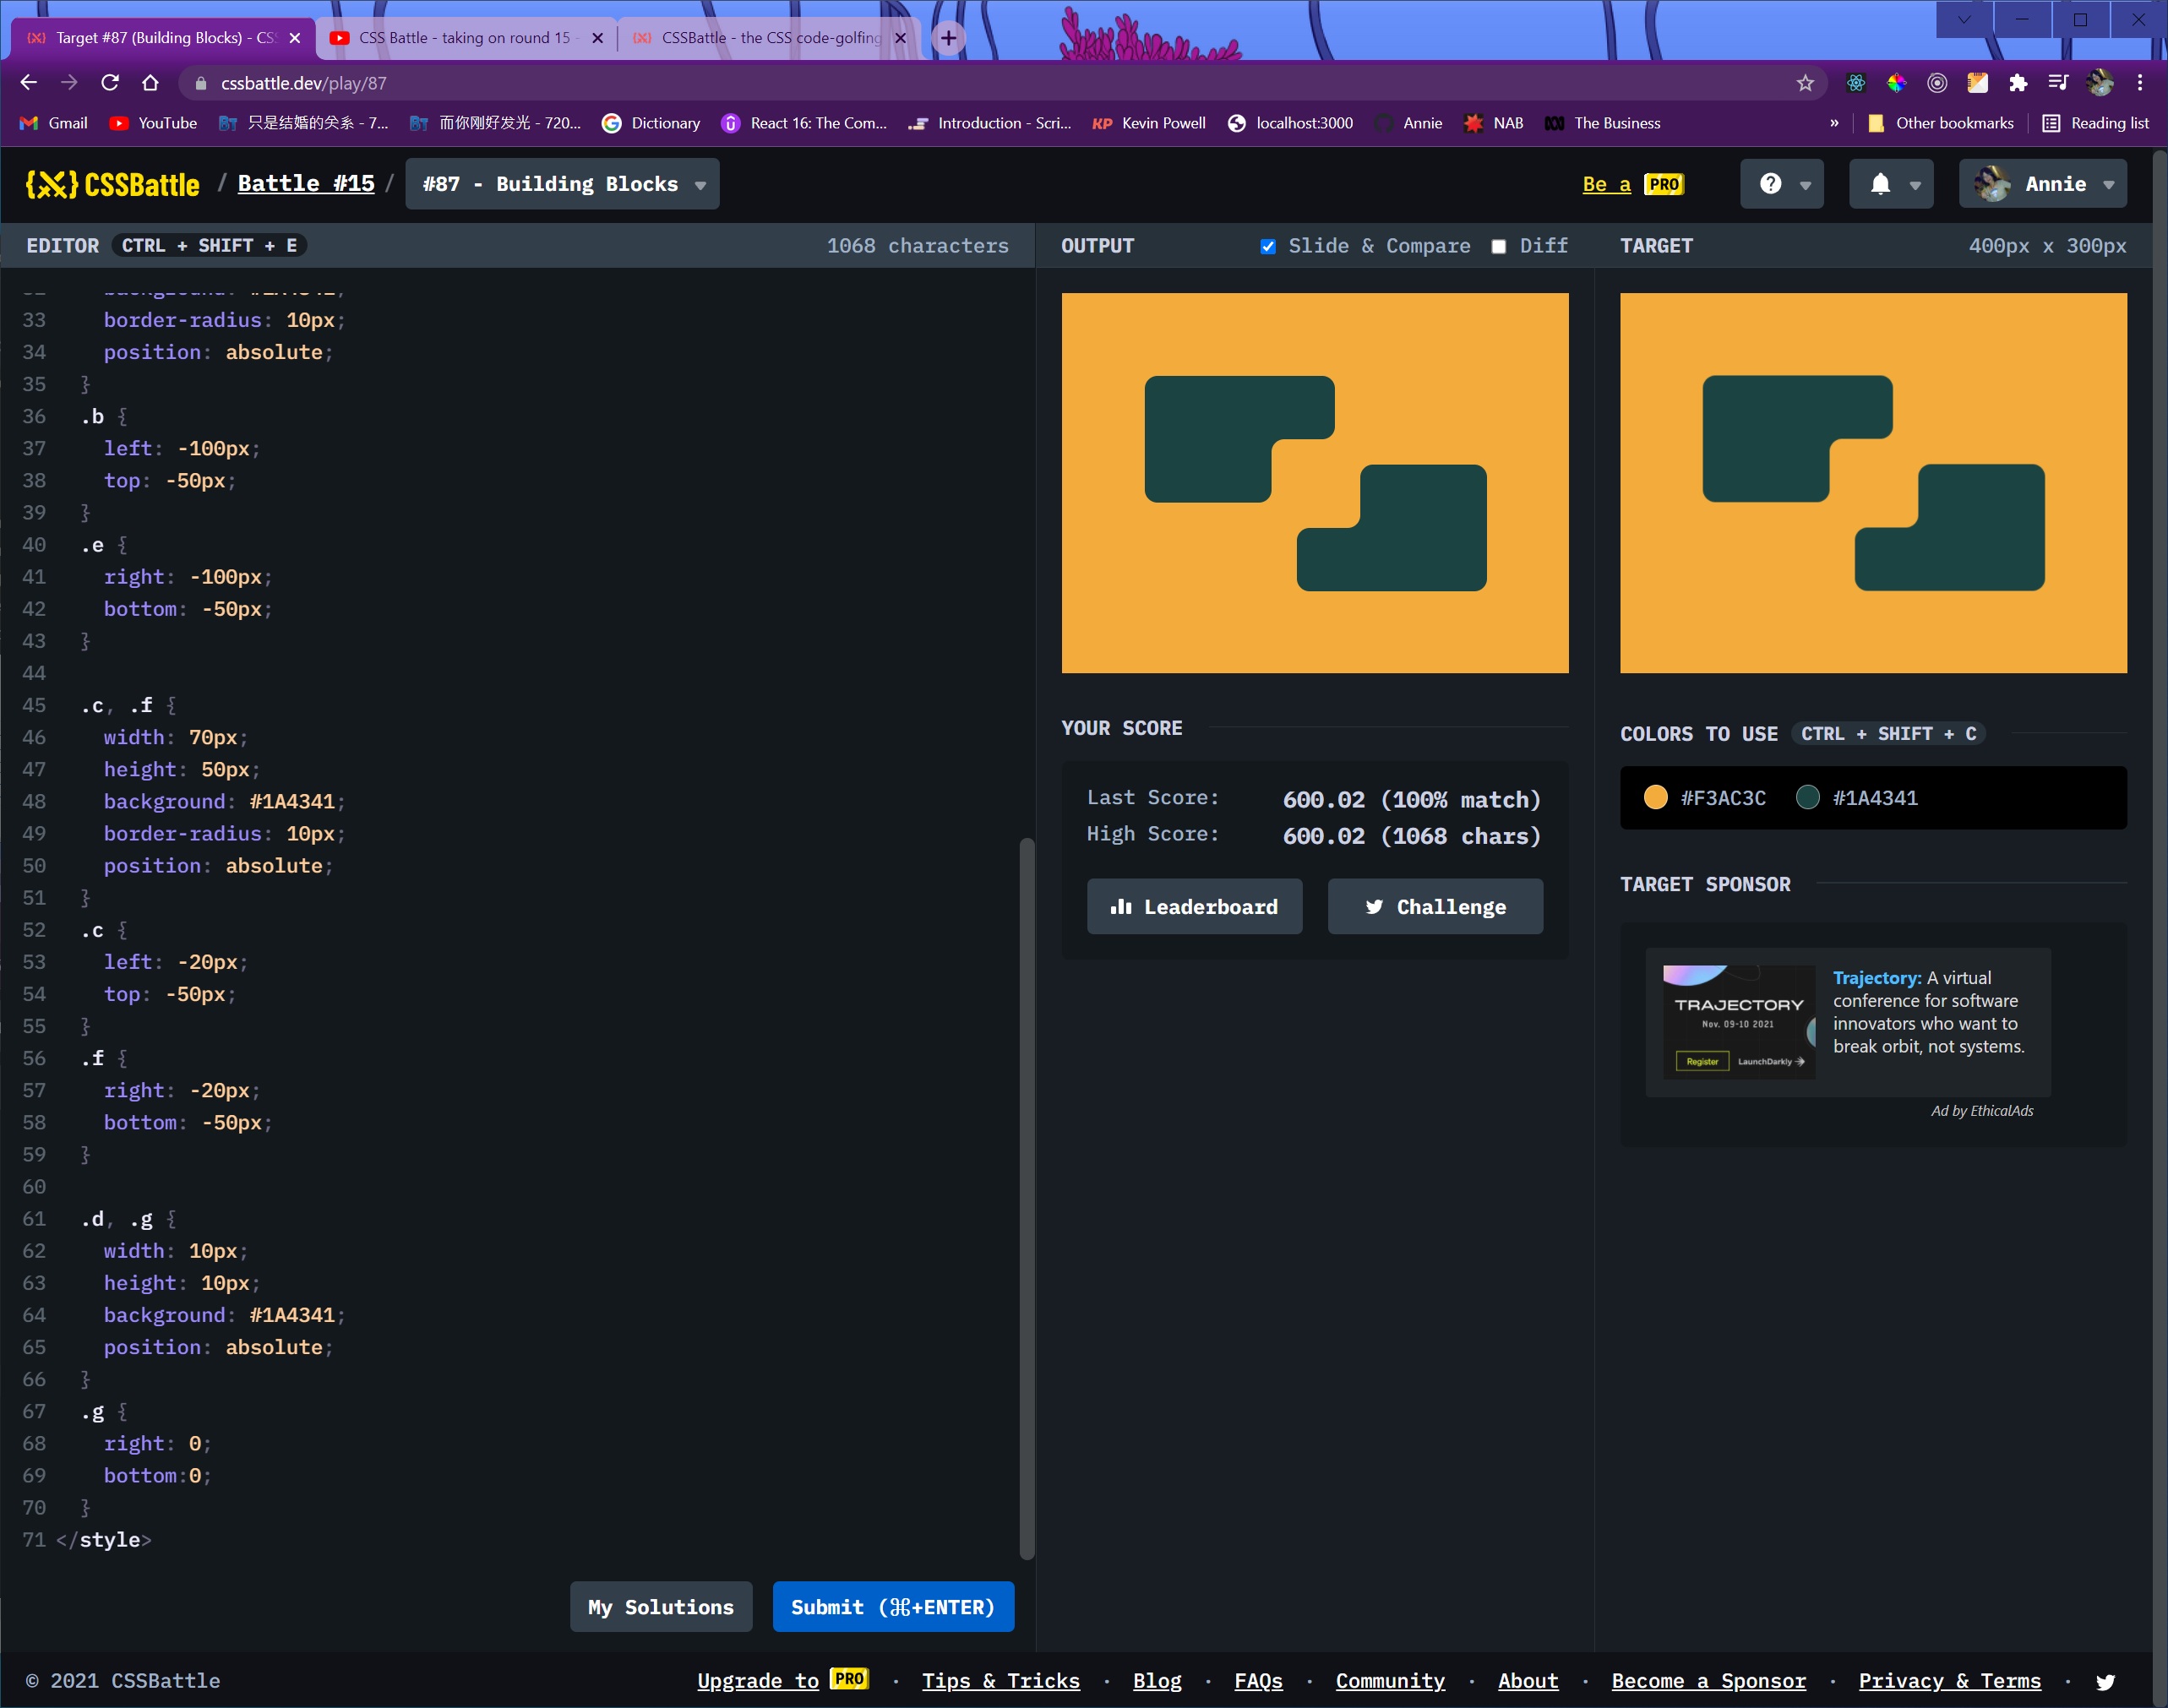 Target #87 (Building Blocks) - CS
CSS Battle - taking on round 15 -
CSSBattle - the CSS code-golfing
cssbattle.dev/play/87
Gmail
YouTube
只是结婚的关系 - 7...
而你刚好发光 - 720...
Dictionary
React 16: The Com...
Introduction - Scri...
KP Kevin Powell
localhost:3000
Annie
NAB
The Business
»
Other bookmarks
Reading list
CSSBattle / Battle #15 / #87 - Building Blocks
Be a PRO
Annie
EDITOR CTRL + SHIFT + E 1068 characters
OUTPUT Slide & Compare Diff
TARGET 400px x 300px
33 border-radius: 10px;
34 position: absolute;
35 }
36 .b {
37 left: -100px;
38 top: -50px;
39 }
40 .e {
41 right: -100px;
42 bottom: -50px;
43 }
44
45 .c, .f {
46 width: 70px;
47 height: 50px;
48 background: #1A4341;
49 border-radius: 10px;
50 position: absolute;
51 }
52 .c {
53 left: -20px;
54 top: -50px;
55 }
56 .f {
57 right: -20px;
58 bottom: -50px;
59 }
60
61 .d, .g {
62 width: 10px;
63 height: 10px;
64 background: #1A4341;
65 position: absolute;
66 }
67 .g {
68 right: 0;
69 bottom:0;
70 }
71 </style>
My Solutions
Submit (⌘+ENTER)
YOUR SCORE
Last Score: 600.02 (100% match)
High Score: 600.02 (1068 chars)
Leaderboard
Challenge
COLORS TO USE CTRL + SHIFT + C
#F3AC3C #1A4341
TARGET SPONSOR
TRAJECTORY
Nov. 09-10 2021
Register
LaunchDarkly
Trajectory: A virtual
conference for software
innovators who want to
break orbit, not systems.
Ad by EthicalAds
© 2021 CSSBattle
Upgrade to PRO · Tips & Tricks · Blog · FAQs · Community · About · Become a Sponsor · Privacy & Terms ·